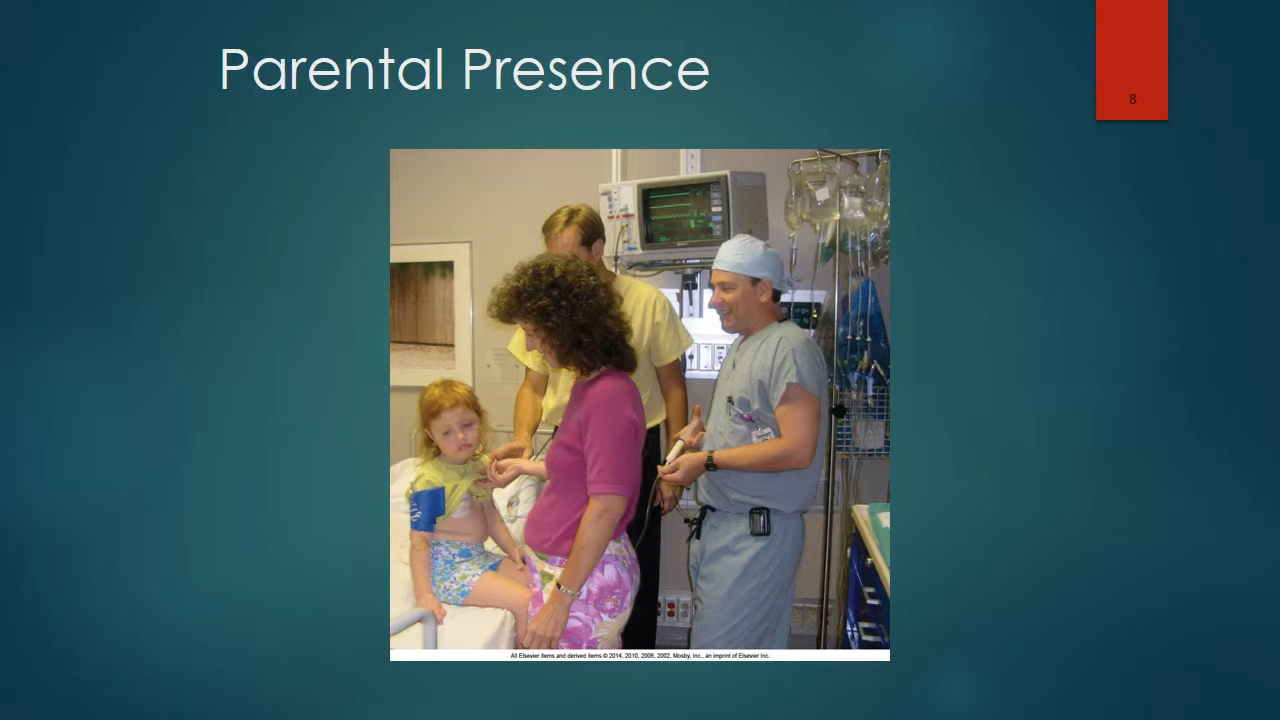 Parental Presence
8
All Elsevier items and derived items © 2014, 2010, 2006, 2002, Mosby, Inc., an imprint of Elsevier Inc.